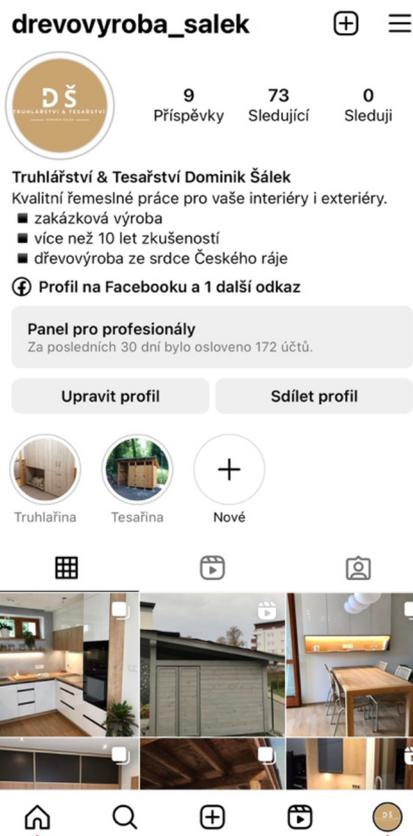 drevovyroba_salek
DŠ
TRUHLÁŘSTVÍ & TESAŘSTVÍ
9
73
0
Příspěvky
Sledující
Sleduji
Truhlářství & Tesařství Dominik Šálek
Kvalitní řemeslné práce pro vaše interiéry i exteriéry.
◾ zakázková výroba
◾ více než 10 let zkušeností
◾ dřevovýroba ze srdce Českého ráje
Profil na Facebooku a 1 další odkaz
Panel pro profesionály
Za posledních 30 dní bylo osloveno 172 účtů.
Upravit profil
Sdílet profil
Truhlařina
Tesařina
Nové
DŠ